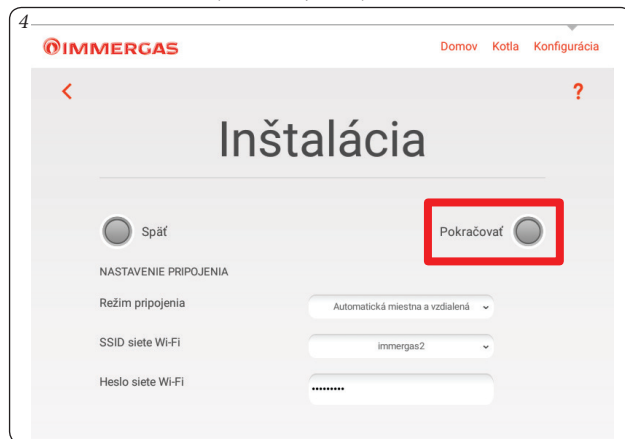 4
IMMERGAS
Domov Kotla Konfigurácia
< ?
Inštalácia
Späť Pokračovať
NASTAVENIE PRIPOJENIA
Režim pripojenia Automatická miestna a vzdialená
SSID siete Wi-Fi immergas2
Heslo siete Wi-Fi •••••••••